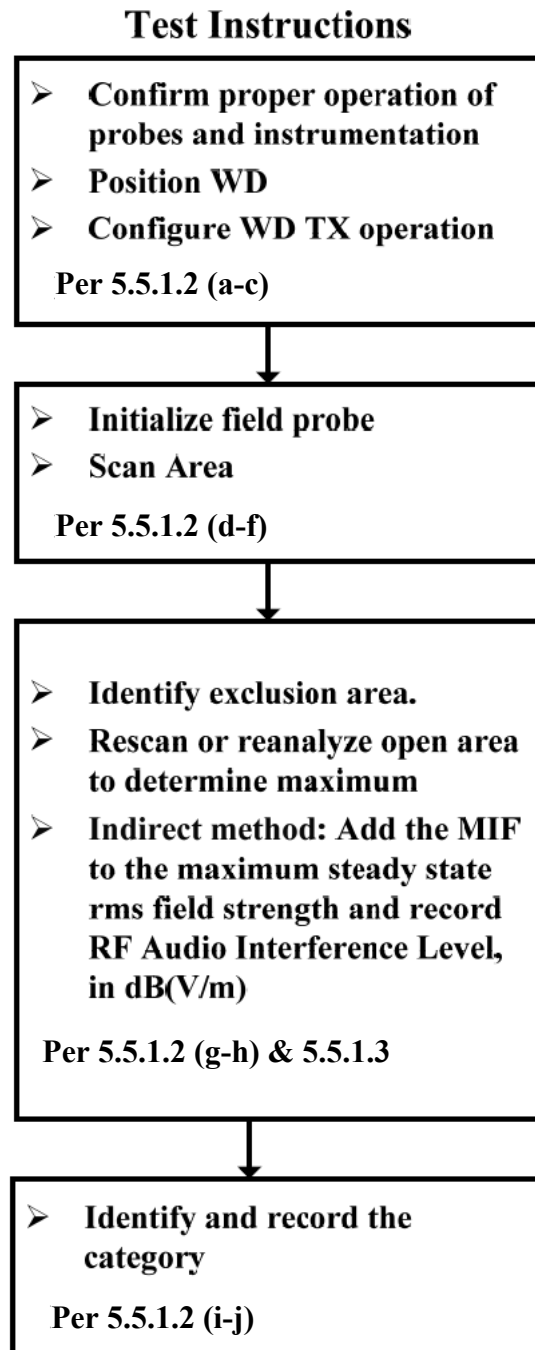 Test Instructions
➢ Confirm proper operation of
probes and instrumentation
➢ Position WD
➢ Configure WD TX operation
Per 5.5.1.2 (a-c)
➢ Initialize field probe
➢ Scan Area
Per 5.5.1.2 (d-f)
➢ Identify exclusion area.
➢ Rescan or reanalyze open area
to determine maximum
➢ Indirect method: Add the MIF
to the maximum steady state
rms field strength and record
RF Audio Interference Level,
in dB(V/m)
Per 5.5.1.2 (g-h) & 5.5.1.3
➢ Identify and record the
category
Per 5.5.1.2 (i-j)